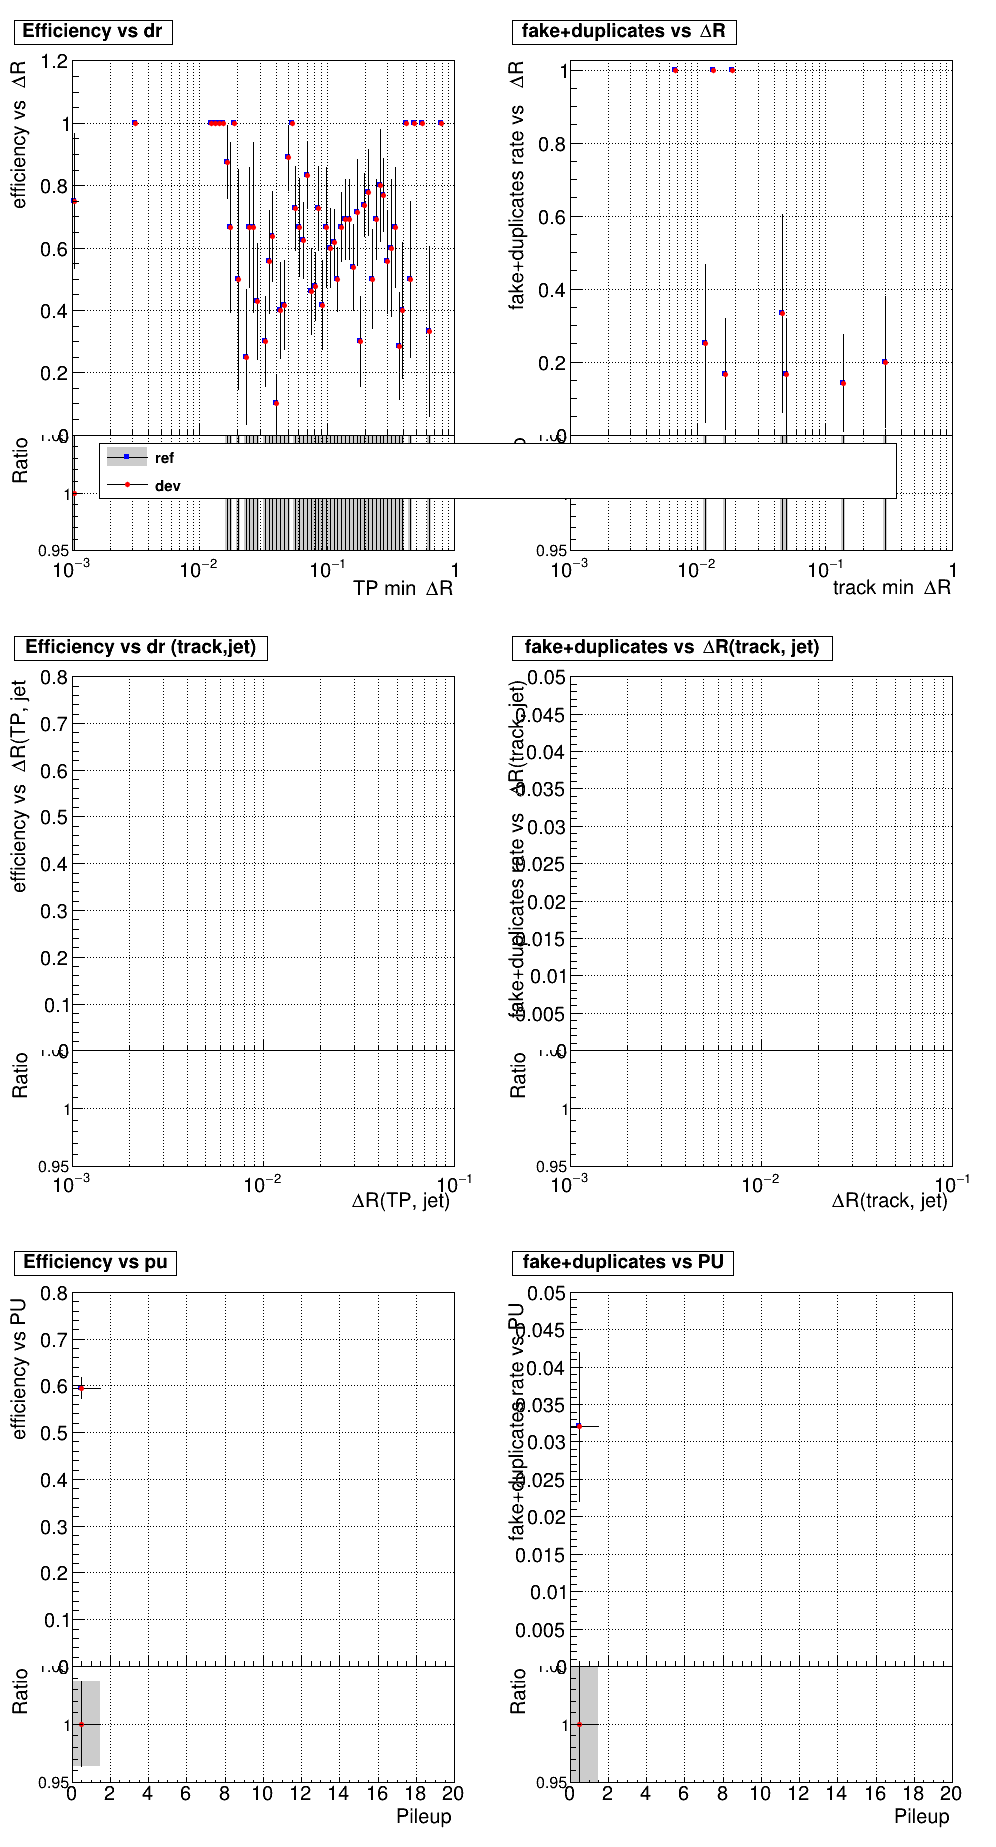 Efficiency vs dr
efficiency vs ΔR
1.2
1
0.8
0.6
0.4
0.2
0
Ratio
1
0.95
10⁻³ 10⁻² 10⁻¹ 1
TP min ΔR
fake+duplicates vs ΔR
fake+duplicates rate vs ΔR
1
0.8
0.6
0.4
0.2
0
0.95
10⁻³ 10⁻² 10⁻¹ 1
track min ΔR
ref
dev
Efficiency vs dr (track,jet)
efficiency vs ΔR(TP, jet
0.8
0.7
0.6
0.5
0.4
0.3
0.2
0.1
0
Ratio
1
0.95
10⁻³ 10⁻² 10⁻¹
ΔR(TP, jet)
fake+duplicates vs ΔR(track, jet)
fake+duplicates rate vs ΔR(track, jet)
0.05
0.045
0.04
0.035
0.03
0.025
0.02
0.015
0.01
0.005
0
Ratio
1
0.95
10⁻³ 10⁻² 10⁻¹
ΔR(track, jet)
Efficiency vs pu
efficiency vs PU
0.8
0.7
0.6
0.5
0.4
0.3
0.2
0.1
0
Ratio
1
0.95
0 2 4 6 8 10 12 14 16 18 20
Pileup
fake+duplicates vs PU
fake+duplicates rate vs PU
0.05
0.045
0.04
0.035
0.03
0.025
0.02
0.015
0.01
0.005
0
Ratio
1
0.95
0 2 4 6 8 10 12 14 16 18 20
Pileup